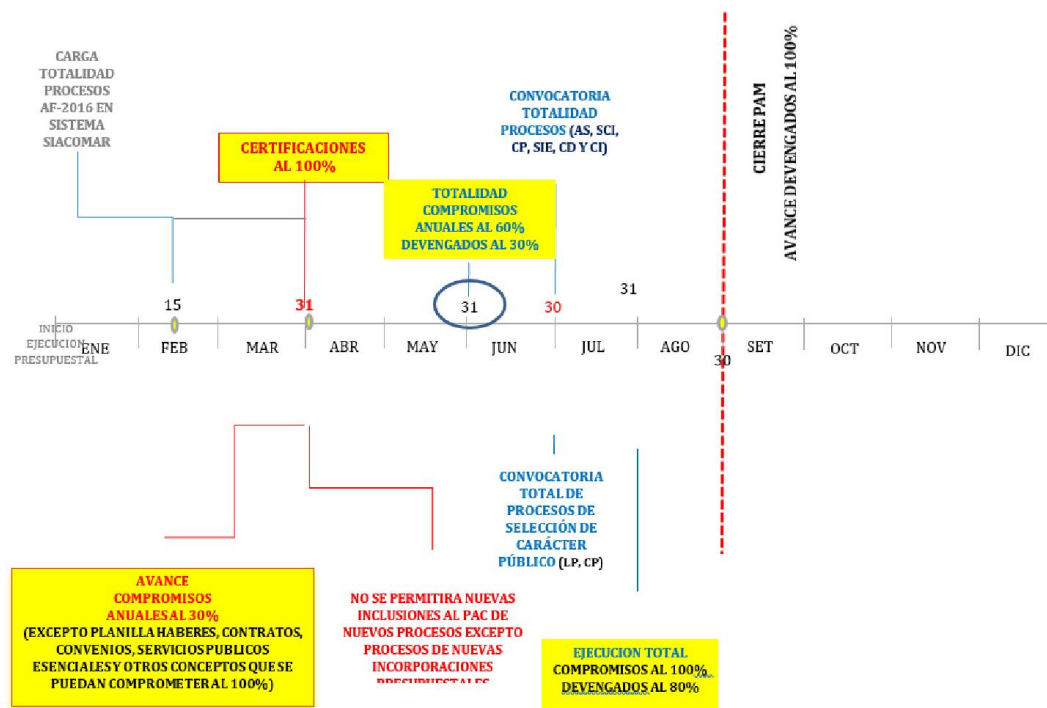 CARGA
TOTALIDAD
PROCESOS
AF-2016 EN
SISTEMA
SIACOMAR
CERTIFICACIONES
AL 100%
CONVOCATORIA
TOTALIDAD
PROCESOS (AS, SCI,
CP, SIE, CD Y CI)
TOTALIDAD
COMPROMISOS
ANUALES AL 60%
DEVENGADOS AL 30%
CIERRE PAM
AVANCE DEVENGADOS AL 100%
15
31
31
30
31
INICIO
EJECUCION
PRESUPUESTAL
ENE
FEB
MAR
ABR
MAY
JUN
JUL
AGO
30
SET
OCT
NOV
DIC
AVANCE
COMPROMISOS
ANUALES AL 30%
(EXCEPTO PLANILLA HABERES, CONTRATOS,
CONVENIOS, SERVICIOS PUBLICOS
ESENCIALES Y OTROS CONCEPTOS QUE SE
PUEDAN COMPROMETER AL 100%)
NO SE PERMITIRA NUEVAS
INCLUSIONES AL PAC DE
NUEVOS PROCESOS EXCEPTO
PROCESOS DE NUEVAS
INCORPORACIONES
PRESUPUESTALES
CONVOCATORIA
TOTAL DE
PROCESOS DE
SELECCIÓN DE
CARÁCTER
PÚBLICO (LP, CP)
EJECUCION TOTAL
COMPROMISOS AL 100%
DEVENGADOS AL 80%